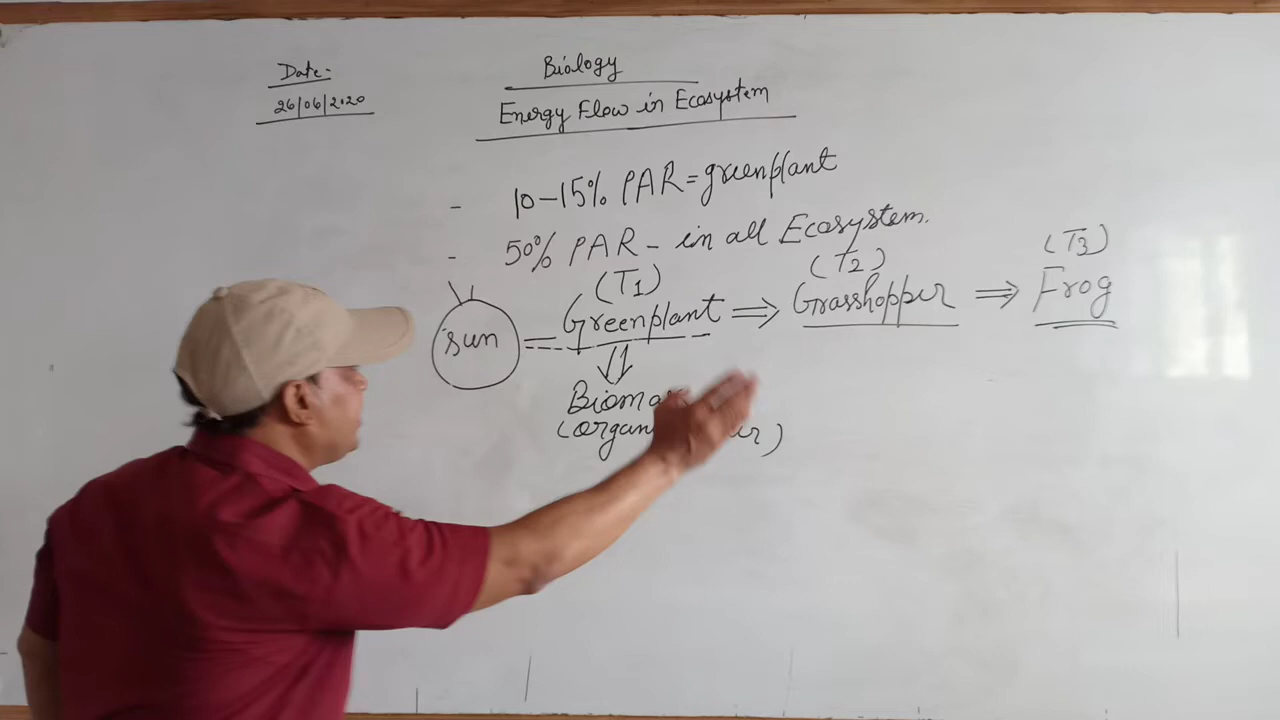 Date:-
26/06/2020
Biology
Energy Flow in Ecosystem
- 10-15% PAR = greenplant
- 50% PAR - in all Ecosystem.
(T1) (T2) (T3)
sun == Greenplant ⇒ Grasshopper ⇒ Frog
⇓